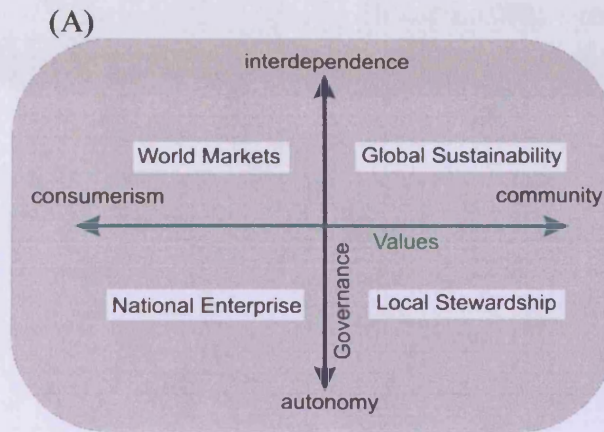 (A)
interdependence
World Markets
Global Sustainability
consumerism
community
Values
Governance
National Enterprise
Local Stewardship
autonomy